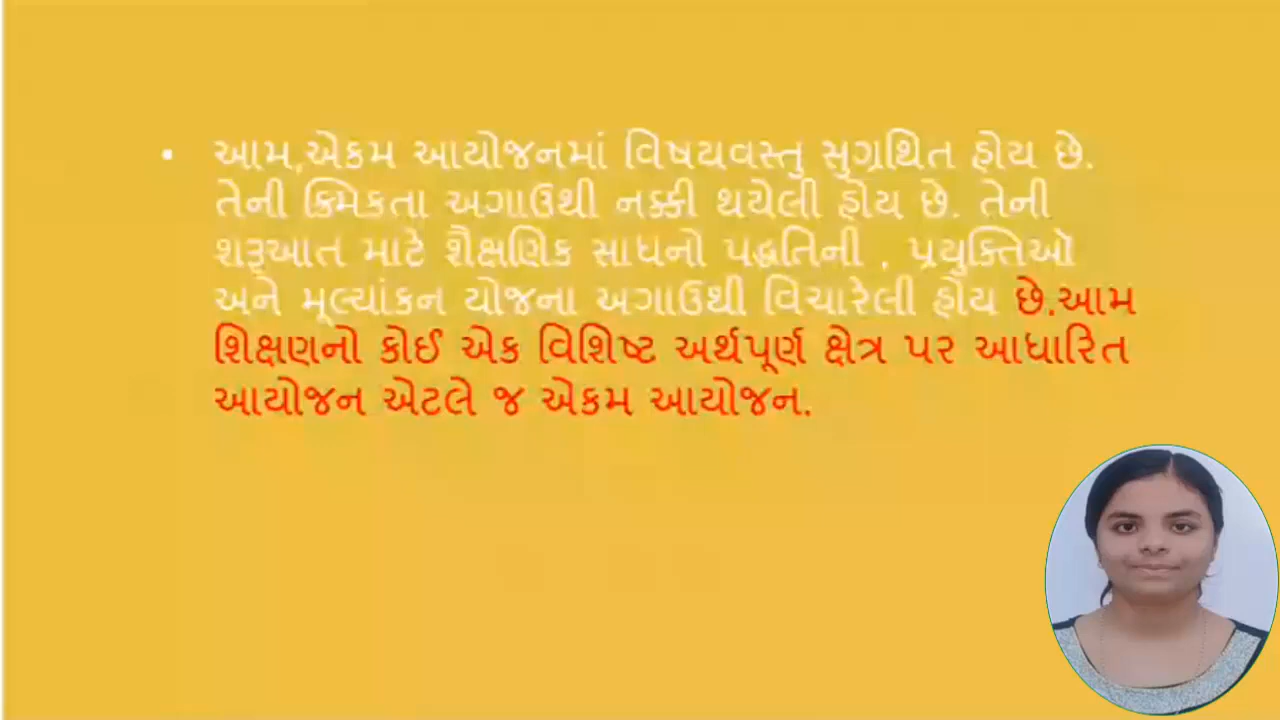 • આમ,એકમ આયોજનમાં વિષયવસ્તુ સુગ્રથિત હોય છે.
તેની ક્મિકતા અગાઉથી નક્કી થયેલી હોય છે. તેની
શરૂઆત માટે શૈક્ષણિક સાધનો પદ્ધતિની , પ્રયુક્તિઓ
અને મૂલ્યાંકન યોજના અગાઉથી વિચારેલી હોય છે.આમ
શિક્ષણનો કોઈ એક વિશિષ્ટ અર્થપૂર્ણ ક્ષેત્ર પર આધારિત
આયોજન એટલે જ એકમ આયોજન.